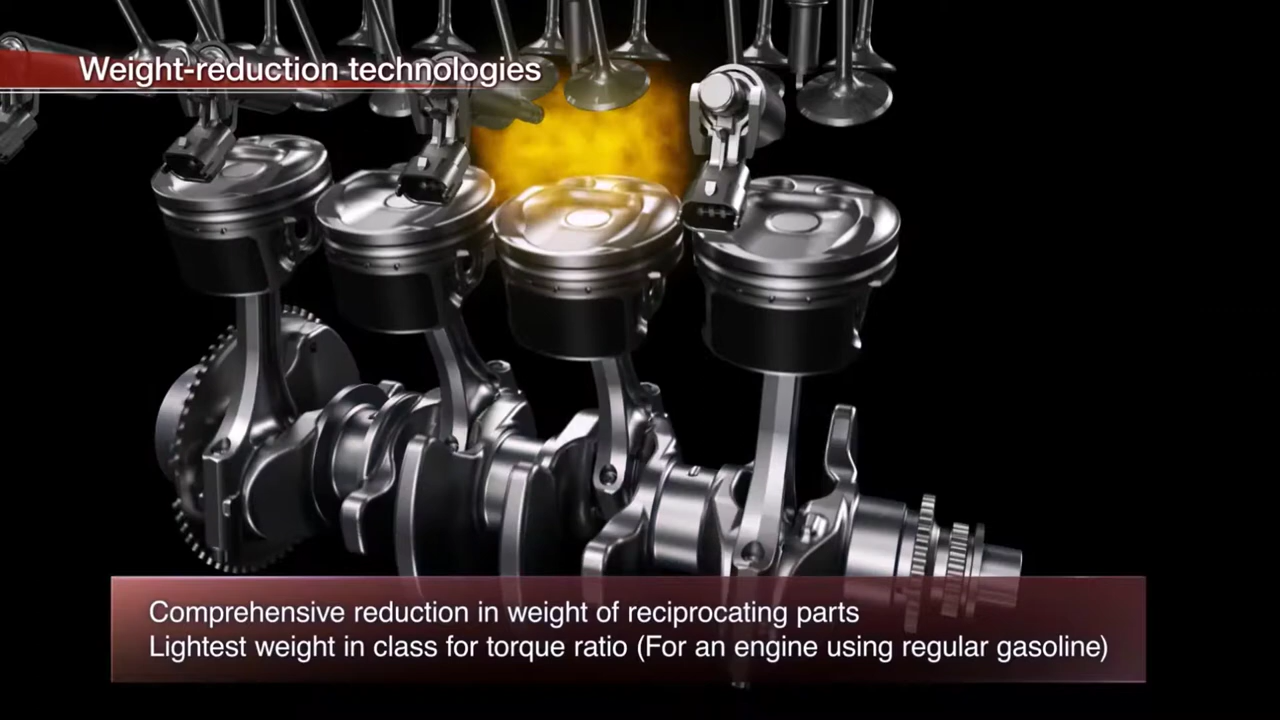 Weight-reduction technologies
Comprehensive reduction in weight of reciprocating parts
Lightest weight in class for torque ratio (For an engine using regular gasoline)